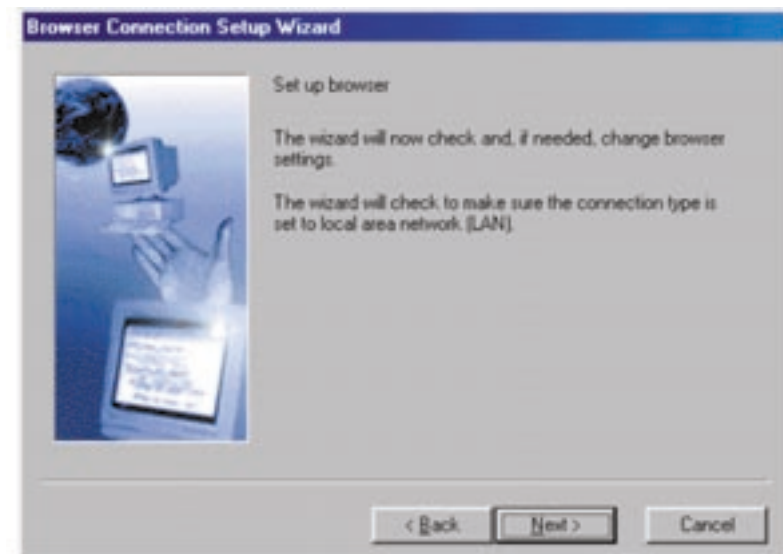 Browser Connection Setup Wizard
Set up browser
The wizard will now check and, if needed, change browser
settings.
The wizard will check to make sure the connection type is
set to local area network (LAN).
< Back
Next >
Cancel